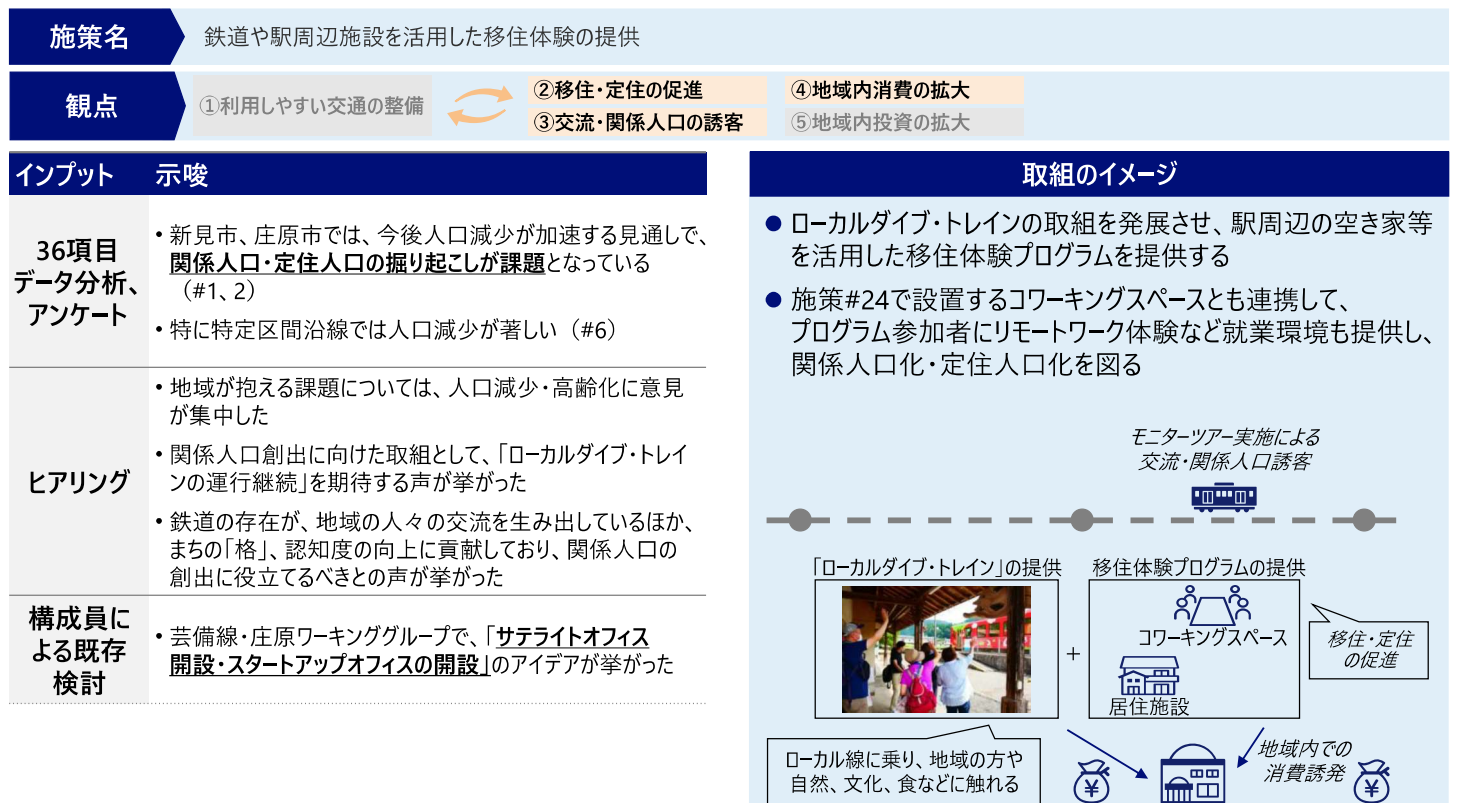 施策名
鉄道や駅周辺施設を活用した移住体験の提供
観点
①利用しやすい交通の整備
②移住・定住の促進
③交流・関係人口の誘客
④地域内消費の拡大
⑤地域内投資の拡大
インプット
示唆
36項目
データ分析、
アンケート
• 新見市、庄原市では、今後人口減少が加速する見通しで、
関係人口・定住人口の掘り起こしが課題となっている
（#1、2）
• 特に特定区間沿線では人口減少が著しい（#6）
ヒアリング
• 地域が抱える課題については、人口減少・高齢化に意見
が集中した
• 関係人口創出に向けた取組として、「ローカルダイブ・トレイ
ンの運行継続」を期待する声が挙がった
• 鉄道の存在が、地域の人々の交流を生み出しているほか、
まちの「格」、認知度の向上に貢献しており、関係人口の
創出に役立てるべきとの声が挙がった
構成員に
よる既存
検討
• 芸備線・庄原ワーキンググループで、「サテライトオフィス
開設・スタートアップオフィスの開設」のアイデアが挙がった
取組のイメージ
● ローカルダイブ・トレインの取組を発展させ、駅周辺の空き家等
を活用した移住体験プログラムを提供する
● 施策#24で設置するコワーキングスペースとも連携して、
プログラム参加者にリモートワーク体験など就業環境も提供し、
関係人口化・定住人口化を図る
モニターツアー実施による
交流・関係人口誘客
「ローカルダイブ・トレイン」の提供
移住体験プログラムの提供
コワーキングスペース
+
居住施設
移住・定住
の促進
ローカル線に乗り、地域の方や
自然、文化、食などに触れる
地域内での
消費誘発
¥
¥